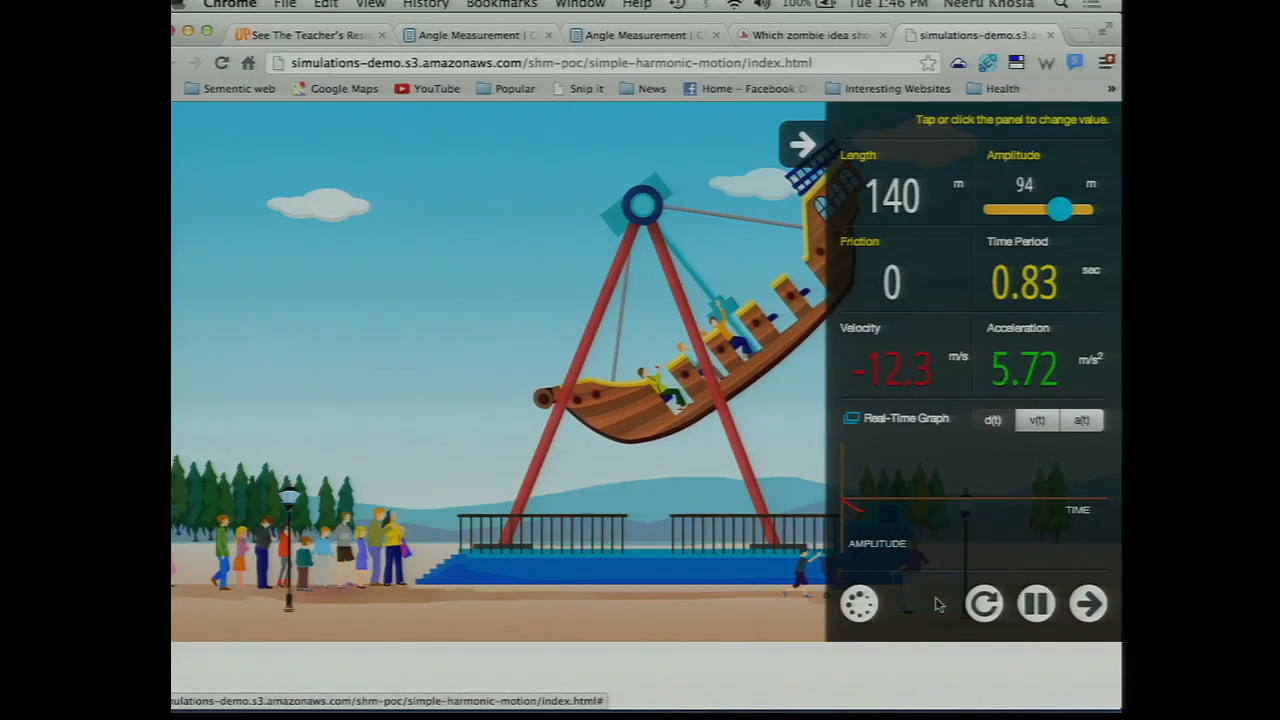 Chrome File Edit View History Bookmarks Window Help 100% Tue 1:46 PM Neeru Khosla
See The Teacher's Resi Angle Measurement | C Angle Measurement | C Which zombie idea shou simulations-demo.s3.a
simulations-demo.s3.amazonaws.com/shm-poc/simple-harmonic-motion/index.html
Sementic web Google Maps YouTube Popular Snip it News Home – Facebook D Interesting Websites Health »
Tap or click the panel to change value.
Length Amplitude
140 m 94 m
Friction Time Period
0 0.83 sec
Velocity Acceleration
-12.3 m/s 5.72 m/s²
Real-Time Graph d(t) v(t) a(t)
TIME
AMPLITUDE
ulations-demo.s3.amazonaws.com/shm-poc/simple-harmonic-motion/index.html#